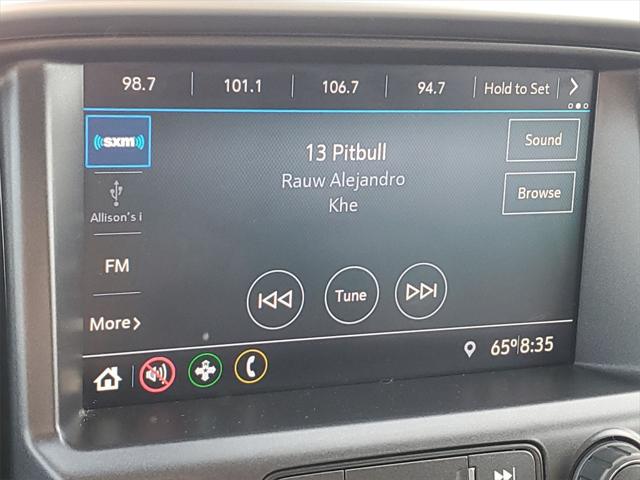 98.7 101.1 106.7 94.7 Hold to Set
sxm
13 Pitbull
Sound
Rauw Alejandro
Browse
Khe
Allison's i
FM
Tune
More
65° 8:35